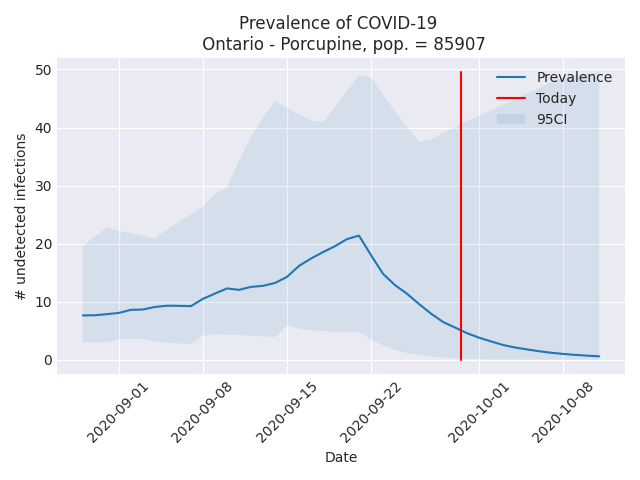 Prevalence of COVID-19
Ontario - Porcupine, pop. = 85907
50
40
30
20
10
0
# undetected infections
Prevalence
Today
95CI
2020-09-01
2020-09-08
2020-09-15
2020-09-22
2020-10-01
2020-10-08
Date